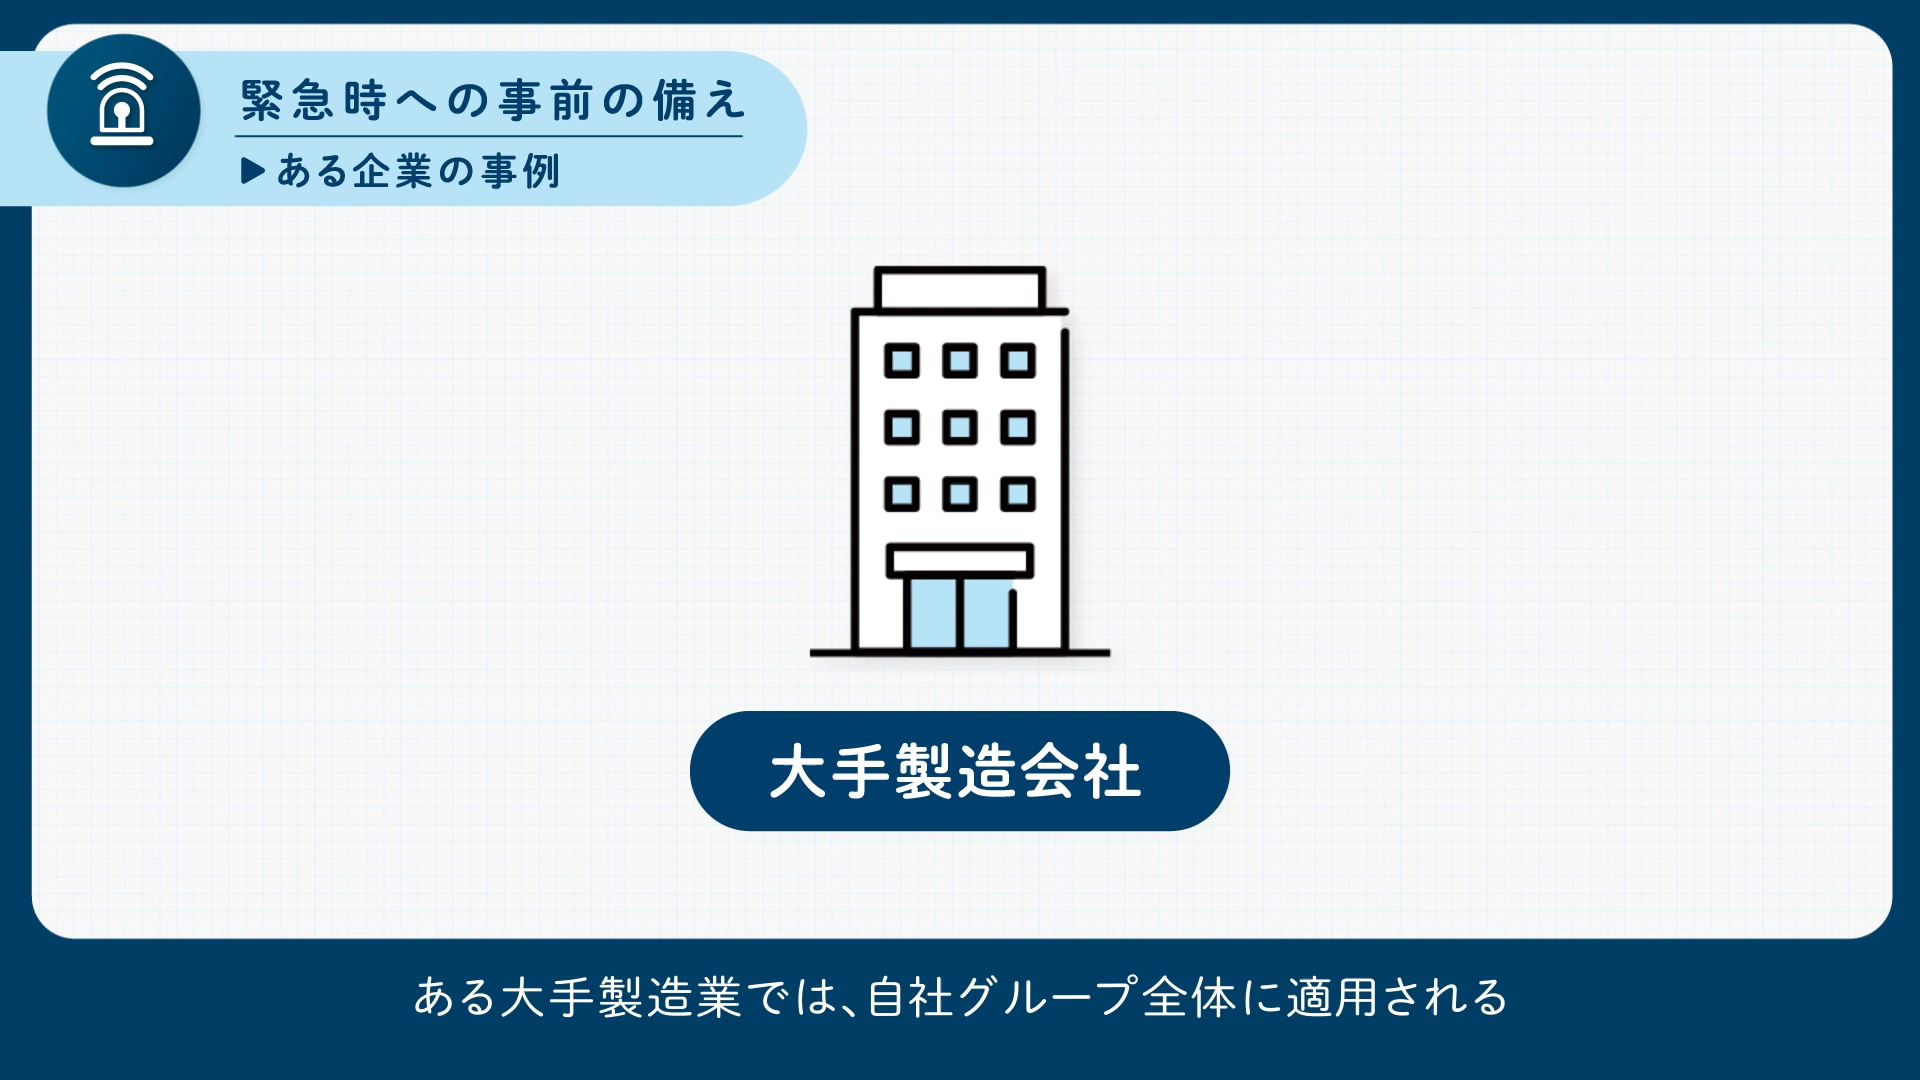 緊急時への事前の備え
▶ある企業の事例
大手製造会社
ある大手製造業では、自社グループ全体に適用される